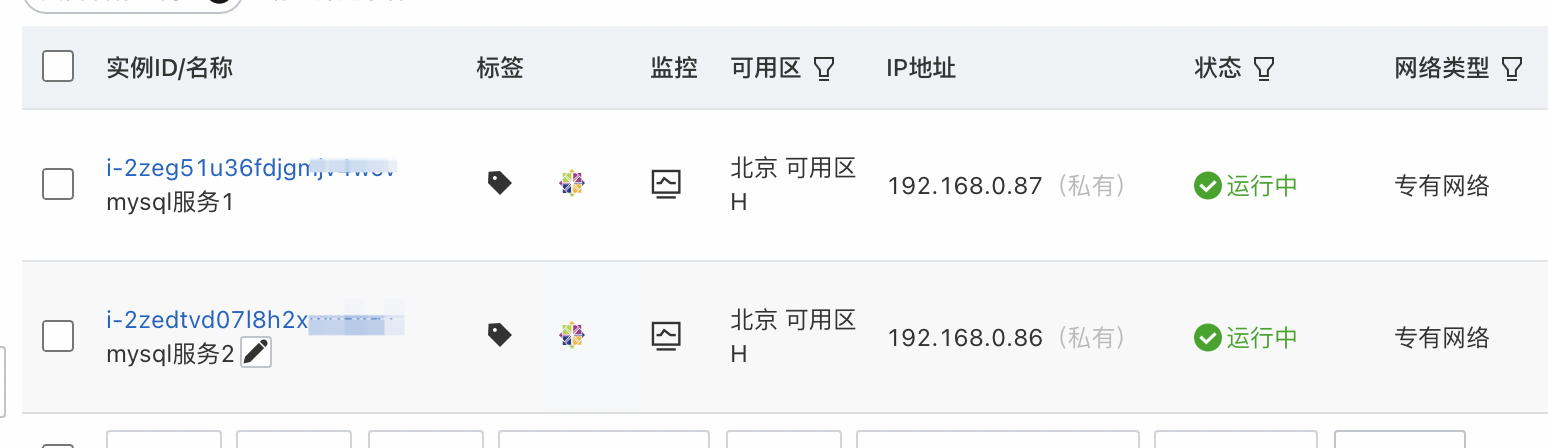 实例ID/名称 标签 监控 可用区 IP地址 状态 网络类型
i-2zeg51u36fdjgm
mysql服务1
北京 可用区
H
192.168.0.87 (私有)
运行中
专有网络
i-2zedtvd07l8h2x
mysql服务2
北京 可用区
H
192.168.0.86 (私有)
运行中
专有网络